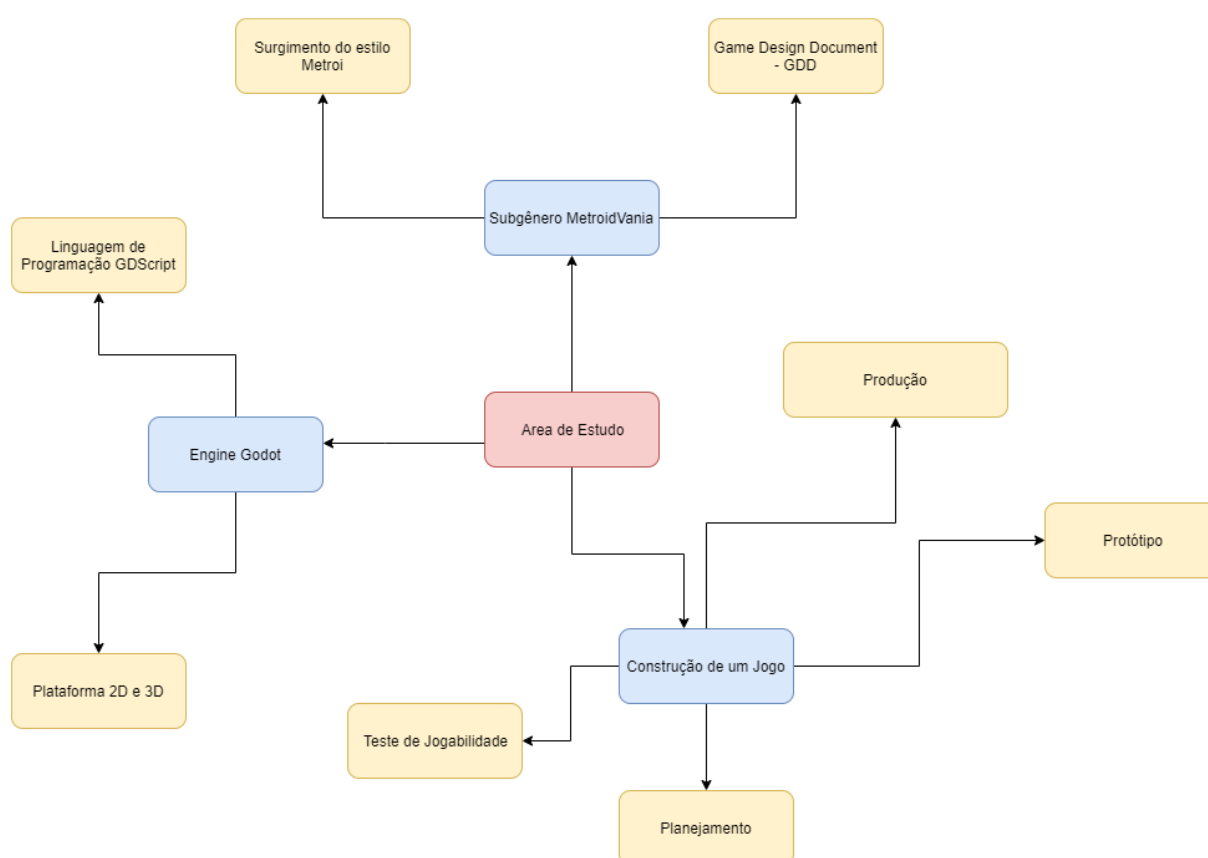 Surgimento do estilo
Metroi
Game Design Document
- GDD
Subgênero MetroidVania
Linguagem de
Programação GDScript
Produção
Area de Estudo
Engine Godot
Protótipo
Construção de um Jogo
Plataforma 2D e 3D
Teste de Jogabilidade
Planejamento